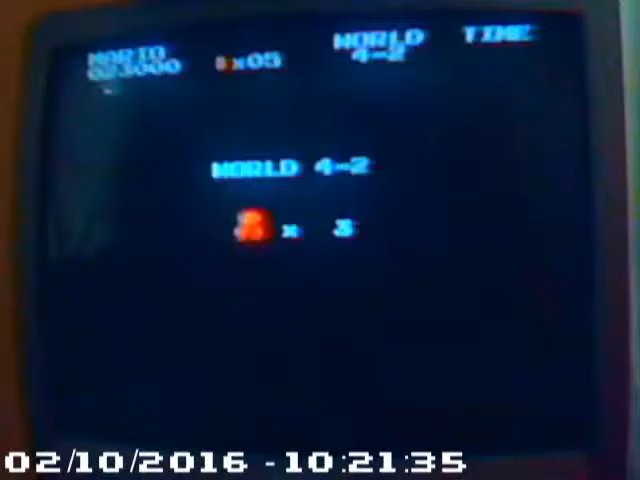 MARIO WORLD TIME
023000 x05 4-2
WORLD 4-2
x 3
02/10/2016 - 10:21:35